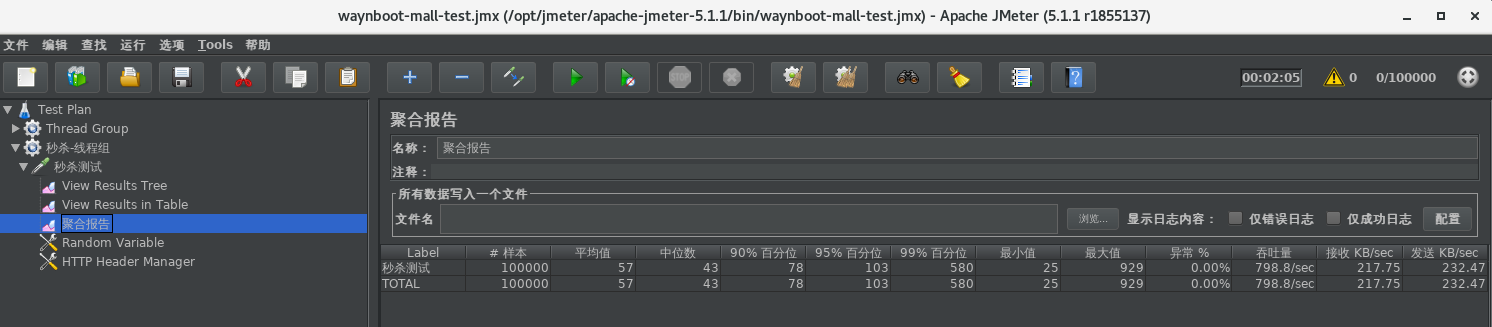 waynboot-mall-test.jmx (/opt/jmeter/apache-jmeter-5.1.1/bin/waynboot-mall-test.jmx) - Apache JMeter (5.1.1 r1855137)
文件 编辑 查找 运行 选项 Tools 帮助
STOP 00:02:05 0 0/100000
Test Plan
Thread Group
秒杀-线程组
秒杀测试
View Results Tree
View Results in Table
聚合报告
Random Variable
HTTP Header Manager
聚合报告
名称： 聚合报告
注释：
所有数据写入一个文件
文件名 浏览... 显示日志内容： 仅错误日志 仅成功日志 配置
Label # 样本 平均值 中位数 90% 百分位 95% 百分位 99% 百分位 最小值 最大值 异常 % 吞吐量 接收 KB/sec 发送 KB/sec
秒杀测试 100000 57 43 78 103 580 25 929 0.00% 798.8/sec 217.75 232.47
TOTAL 100000 57 43 78 103 580 25 929 0.00% 798.8/sec 217.75 232.47